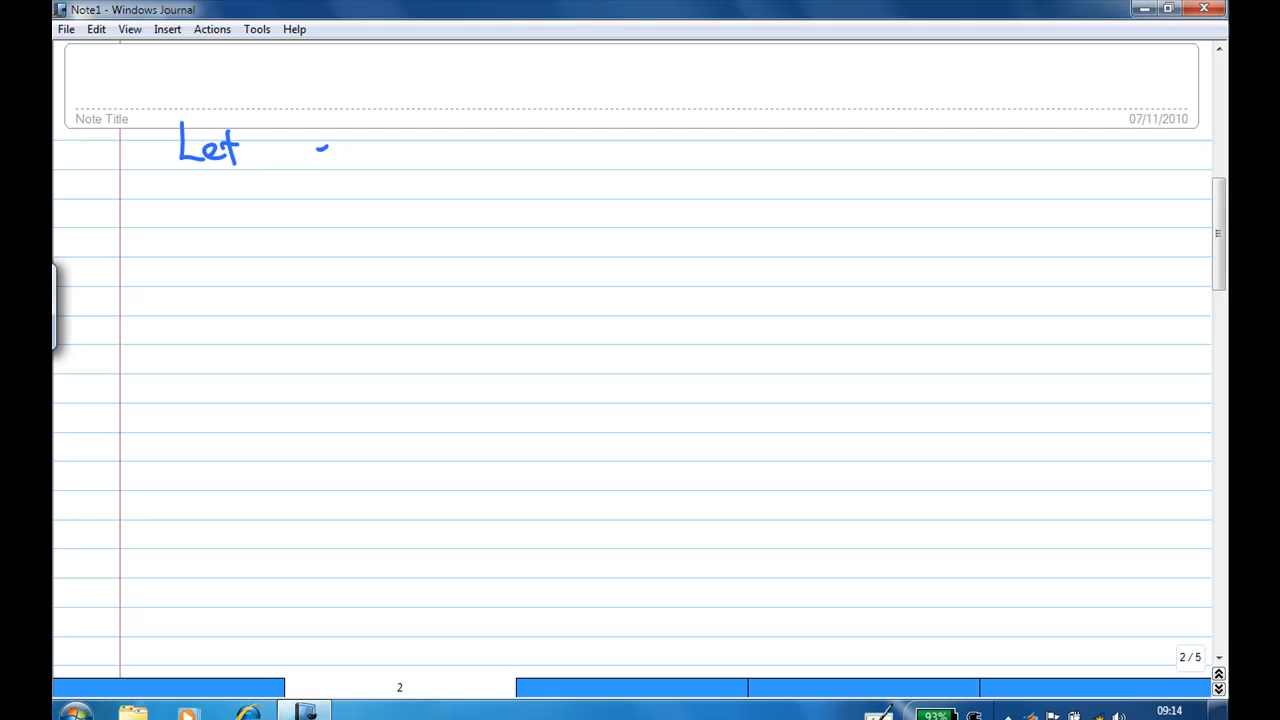 Note1 - Windows Journal
File Edit View Insert Actions Tools Help
Note Title
07/11/2010
Let -
2 / 5
2
93%
09:14